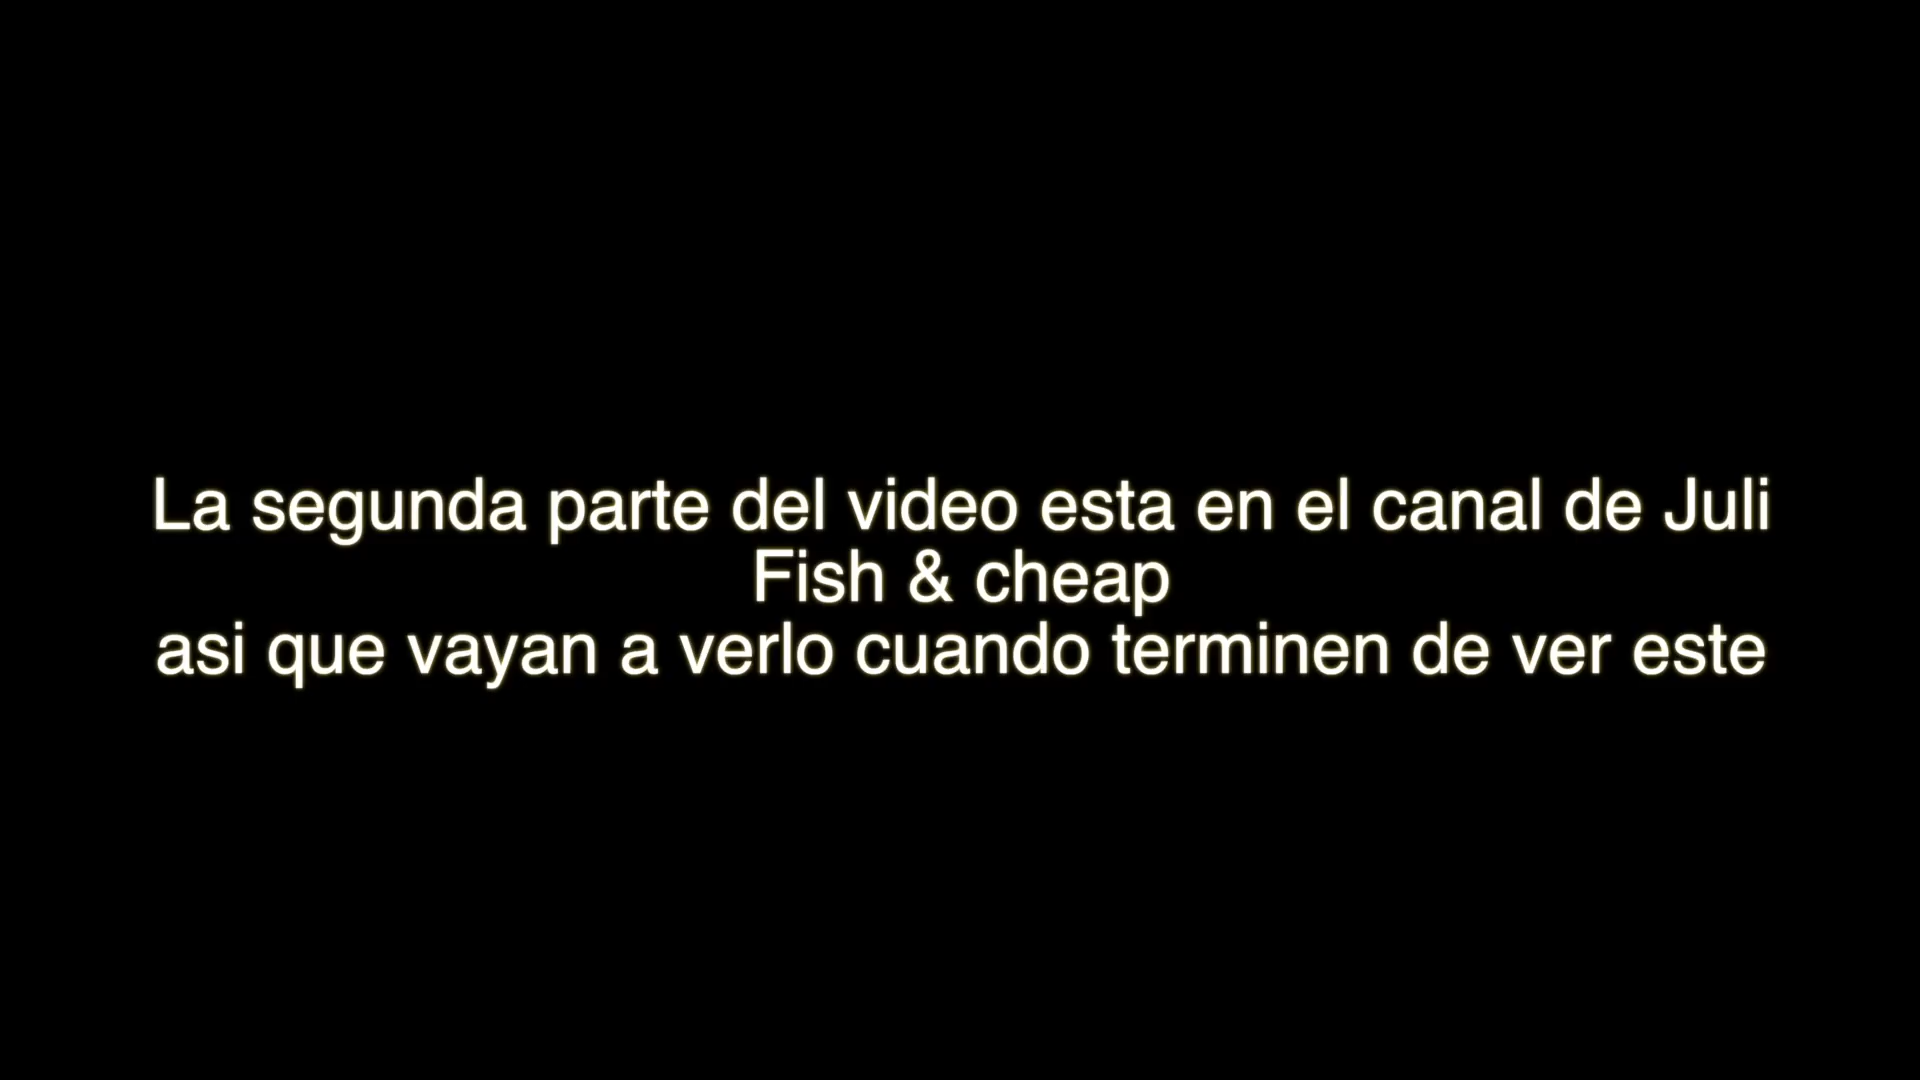 La segunda parte del video esta en el canal de Juli
Fish & cheap
asi que vayan a verlo cuando terminen de ver este